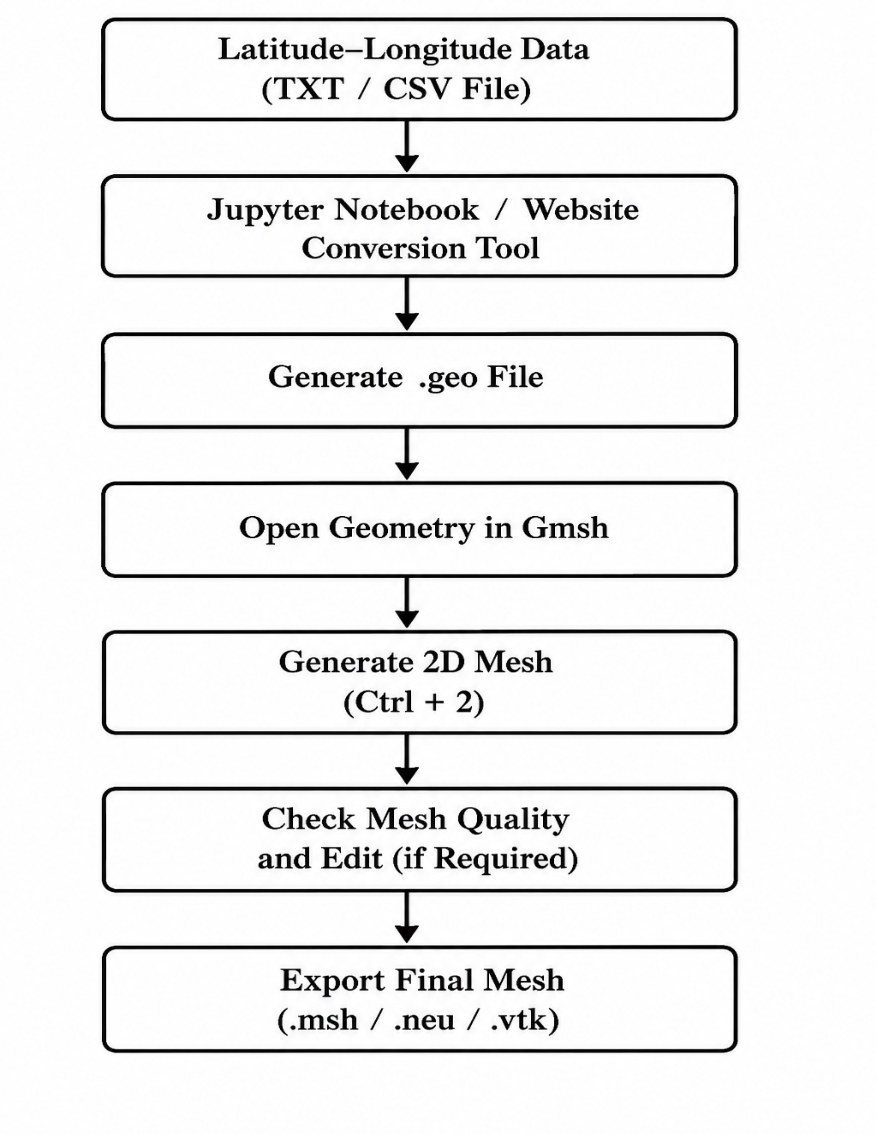 Latitude–Longitude Data
(TXT / CSV File)
Jupyter Notebook / Website
Conversion Tool
Generate .geo File
Open Geometry in Gmsh
Generate 2D Mesh
(Ctrl + 2)
Check Mesh Quality
and Edit (if Required)
Export Final Mesh
(.msh / .neu / .vtk)